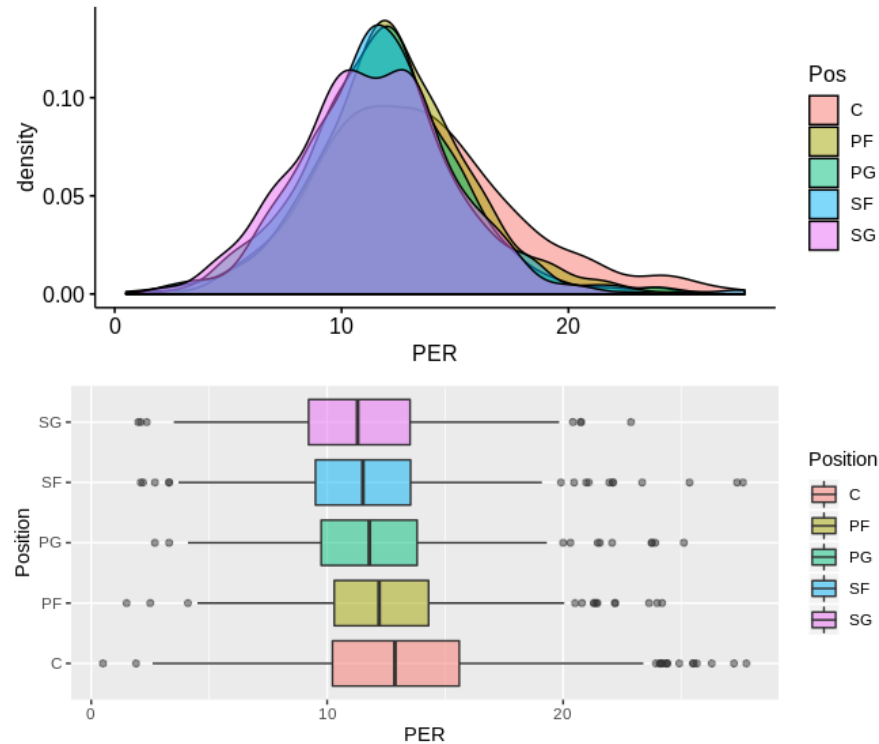 Pos
C
PF
PG
SF
SG
density
0.10
0.05
0.00
0
10
20
PER
Position
SG
SF
PG
PF
C
0
10
20
PER
Position
C
PF
PG
SF
SG